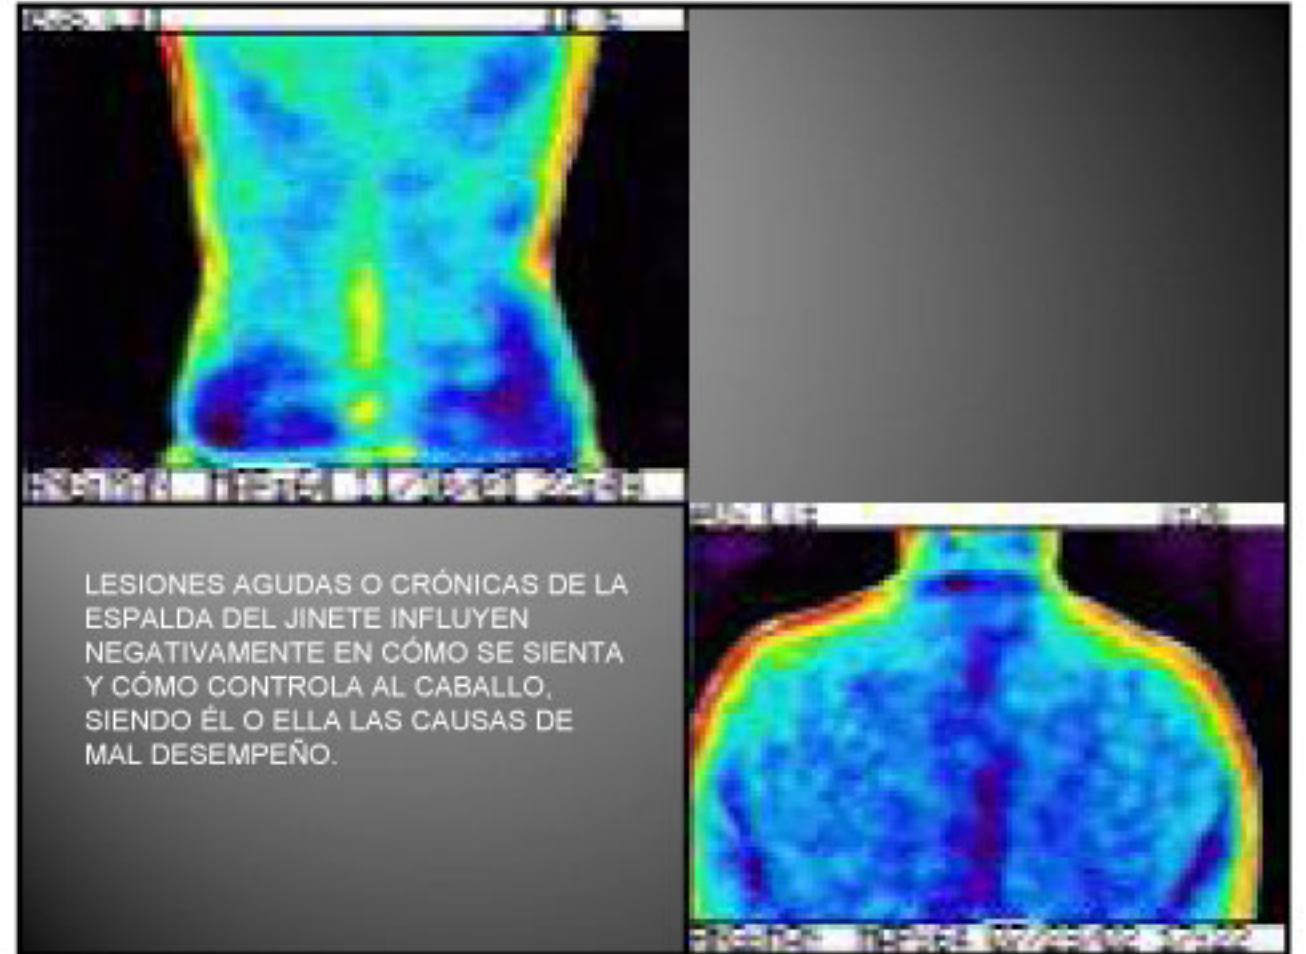 LESIONES AGUDAS O CRÓNICAS DE LA
ESPALDA DEL JINETE INFLUYEN
NEGATIVAMENTE EN CÓMO SE SIENTA
Y CÓMO CONTROLA AL CABALLO,
SIENDO ÉL O ELLA LAS CAUSAS DE
MAL DESEMPEÑO.